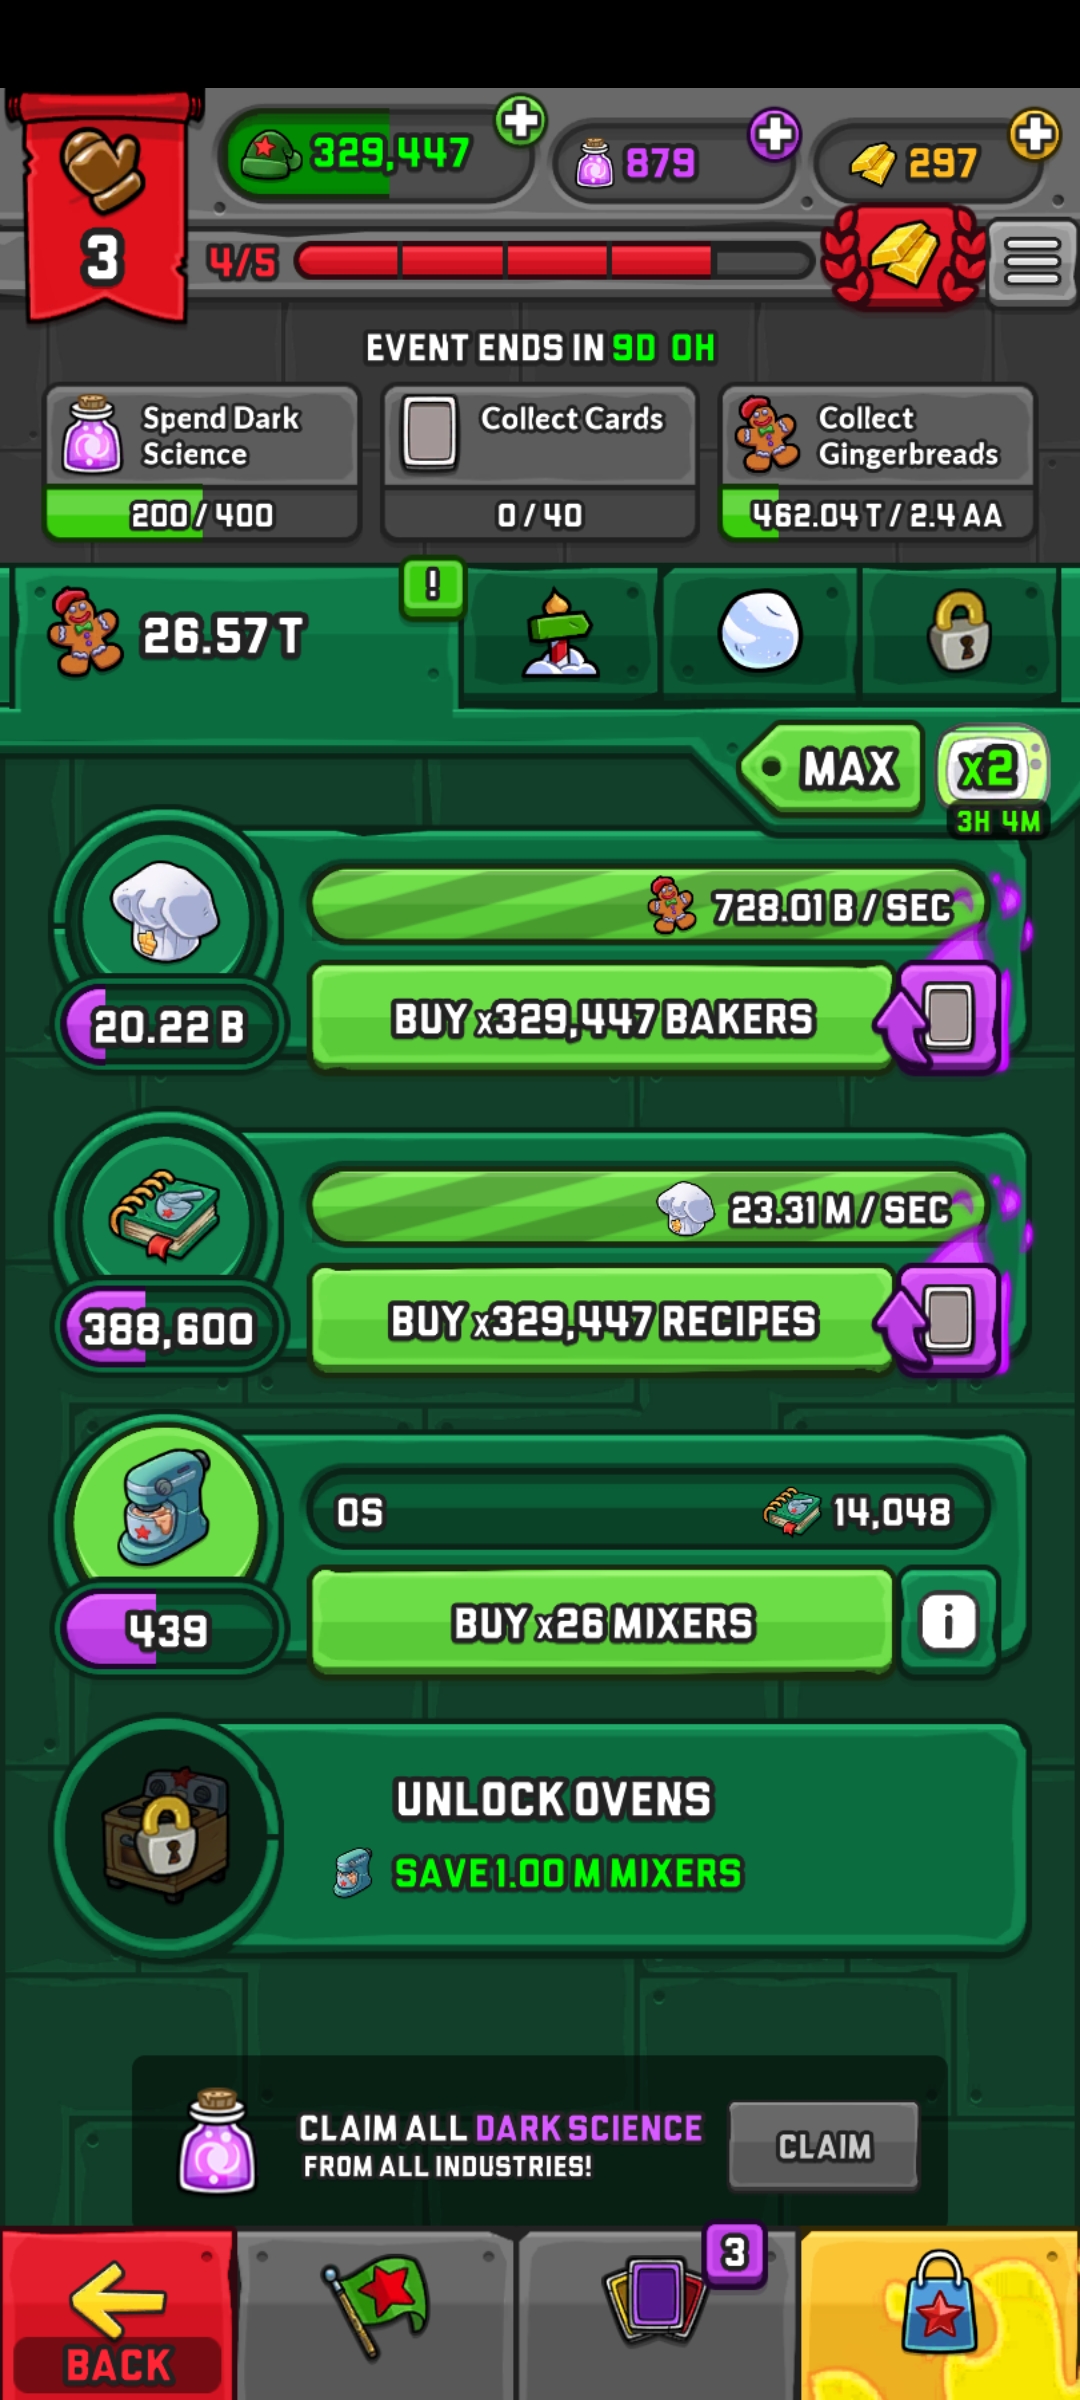 329,447
879
297
3
4/5
EVENT ENDS IN 9D 0H
Spend Dark
Science
200 / 400
Collect Cards
0 / 40
Collect
Gingerbreads
462.04 T / 2.4 AA
26.57 T
!
MAX
x2
3H 4M
728.01 B / SEC
20.22 B
BUY x329,447 BAKERS
23.31 M / SEC
388,600
BUY x329,447 RECIPES
0S
14,048
439
BUY x26 MIXERS
i
UNLOCK OVENS
SAVE 1.00 M MIXERS
CLAIM ALL DARK SCIENCE
FROM ALL INDUSTRIES!
CLAIM
3
BACK